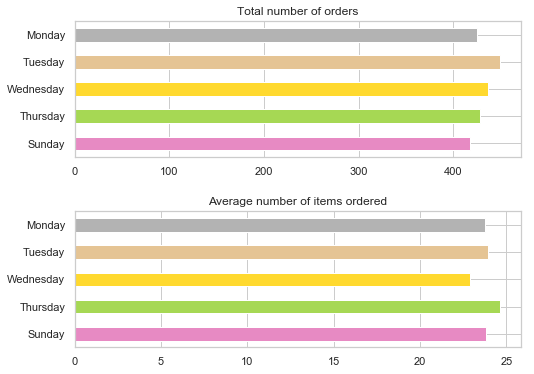 Total number of orders
Monday
Tuesday
Wednesday
Thursday
Sunday
0 100 200 300 400
Average number of items ordered
Monday
Tuesday
Wednesday
Thursday
Sunday
0 5 10 15 20 25